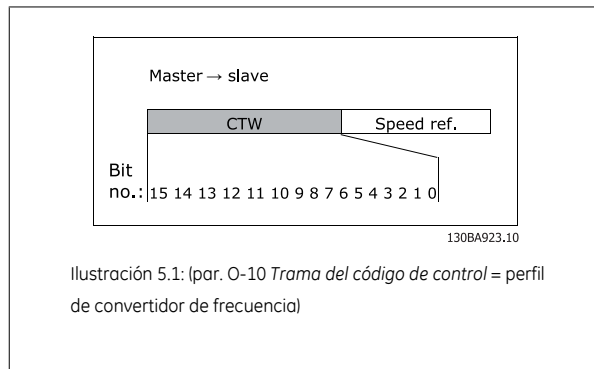 Master → slave
CTW Speed ref.
Bit
no.: 15 14 13 12 11 10 9 8 7 6 5 4 3 2 1 0
130BA923.10
Ilustración 5.1: (par. O-10 Trama del código de control = perfil
de convertidor de frecuencia)